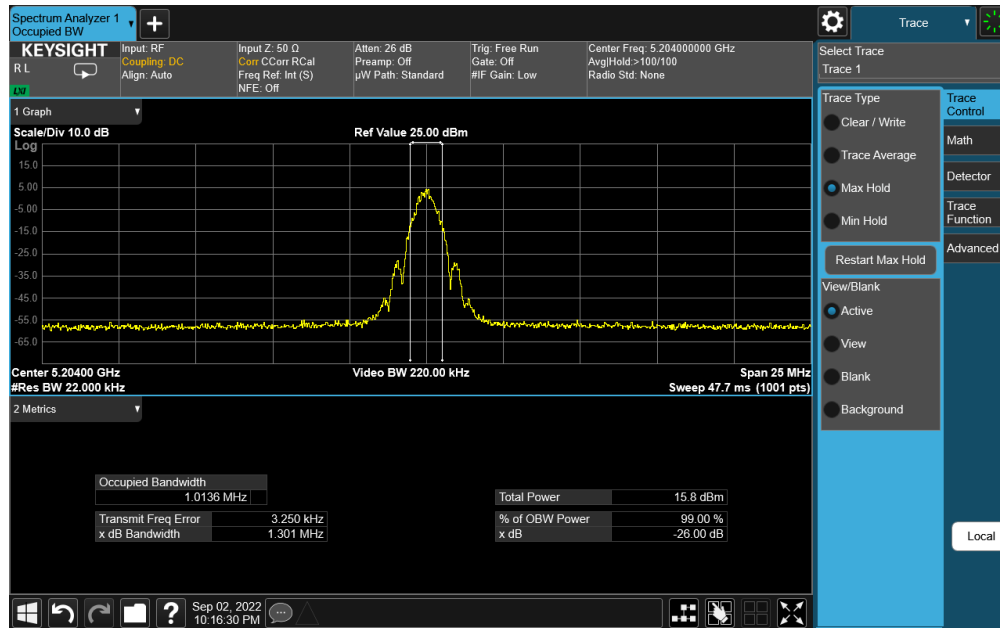 Spectrum Analyzer 1
Occupied BW
Trace
KEYSIGHT
R L
LXI
Input: RF
Coupling: DC
Align: Auto
Input Z: 50 Ω
Corr CCorr RCal
Freq Ref: Int (S)
NFE: Off
Atten: 26 dB
Preamp: Off
µW Path: Standard
Trig: Free Run
Gate: Off
#IF Gain: Low
Center Freq: 5.204000000 GHz
Avg|Hold:>100/100
Radio Std: None
Select Trace
Trace 1
1 Graph
Scale/Div 10.0 dB
Ref Value 25.00 dBm
Log
15.0
5.00
-5.00
-15.0
-25.0
-35.0
-45.0
-55.0
-65.0
Center 5.20400 GHz
Video BW 220.00 kHz
Span 25 MHz
#Res BW 22.000 kHz
Sweep 47.7 ms (1001 pts)
2 Metrics
Occupied Bandwidth
1.0136 MHz
Transmit Freq Error 3.250 kHz
x dB Bandwidth 1.301 MHz
Total Power 15.8 dBm
% of OBW Power 99.00 %
x dB -26.00 dB
Trace Type
Clear / Write
Trace Average
Max Hold
Min Hold
Restart Max Hold
View/Blank
Active
View
Blank
Background
Trace
Control
Math
Detector
Trace
Function
Advanced
Local
?
Sep 02, 2022
10:16:30 PM